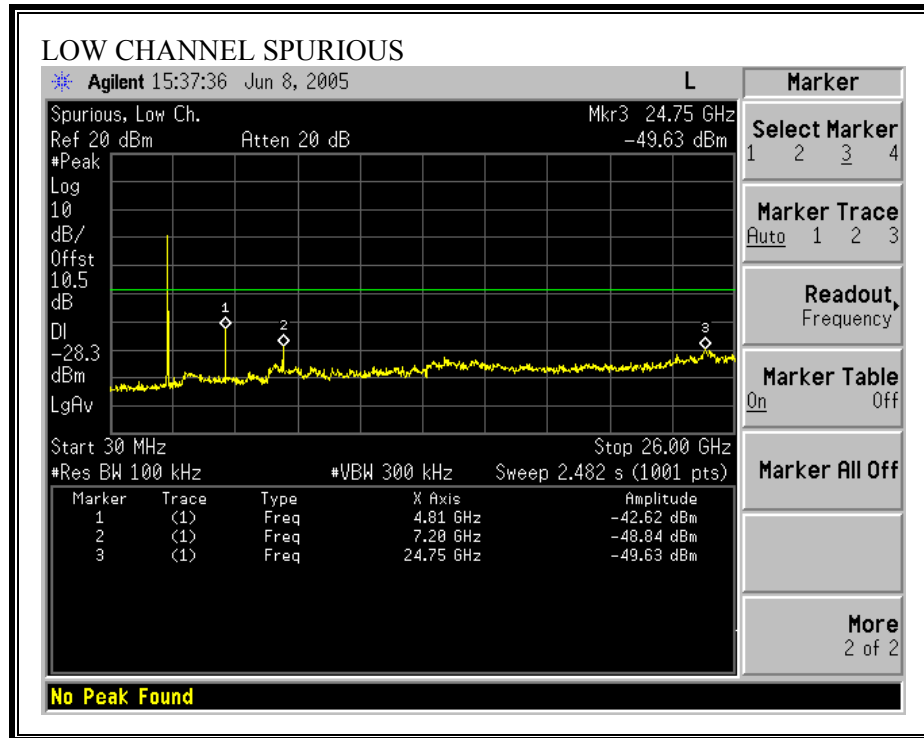 LOW CHANNEL SPURIOUS
Agilent 15:37:36 Jun 8, 2005 L
Spurious, Low Ch. Mkr3 24.75 GHz
Ref 20 dBm Atten 20 dB -49.63 dBm
#Peak
Log
10
dB/
Offst
10.5
dB
DI
-28.3
dBm
LgAv
1
2
3
Start 30 MHz Stop 26.00 GHz
#Res BW 100 kHz #VBW 300 kHz Sweep 2.482 s (1001 pts)
Marker Trace Type X Axis Amplitude
1 (1) Freq 4.81 GHz -42.62 dBm
2 (1) Freq 7.20 GHz -48.84 dBm
3 (1) Freq 24.75 GHz -49.63 dBm
No Peak Found
Marker
Select Marker
1 2 3 4
Marker Trace
Auto 1 2 3
Readout
Frequency
Marker Table
On Off
Marker All Off
More
2 of 2